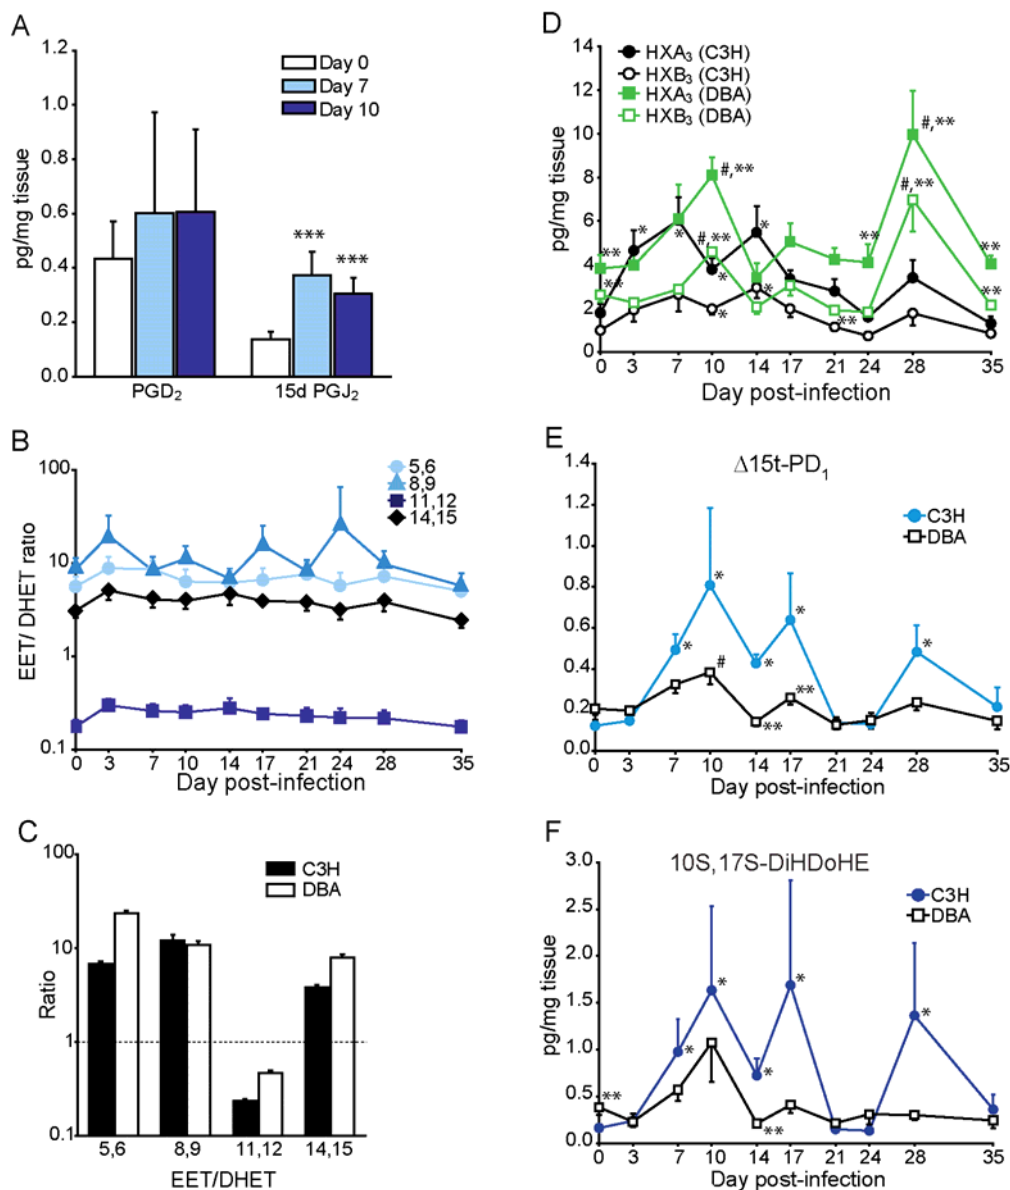 A
1.2
1.0
0.8
0.6
0.4
0.2
0.0
pg/mg tissue
Day 0
Day 7
Day 10
***
***
PGD₂
15d PGJ₂
B
100
10
1
0.1
EET/ DHET ratio
5,6
8,9
11,12
14,15
0 3 7 10 14 17 21 24 28 35
Day post-infection
C
100
10
1
0.1
Ratio
C3H
DBA
5,6 8,9 11,12 14,15
EET/DHET
D
14
12
10
8
6
4
2
0
pg/mg tissue
HXA₃ (C3H)
HXB₃ (C3H)
HXA₃ (DBA)
HXB₃ (DBA)
#,**
#,**
#,**
#,**
*
*
*
*
*
*
**
**
**
**
**
**
0 3 7 10 14 17 21 24 28 35
Day post-infection
E
Δ15t-PD₁
1.4
1.2
1.0
0.8
0.6
0.4
0.2
0.0
C3H
DBA
*
*
*
*
*
#
**
**
0 3 7 10 14 17 21 24 28 35
Day post-infection
F
10S,17S-DiHDoHE
3.0
2.5
2.0
1.5
1.0
0.5
0.0
pg/mg tissue
C3H
DBA
*
*
*
*
*
**
**
0 3 7 10 14 17 21 24 28 35
Day post-infection